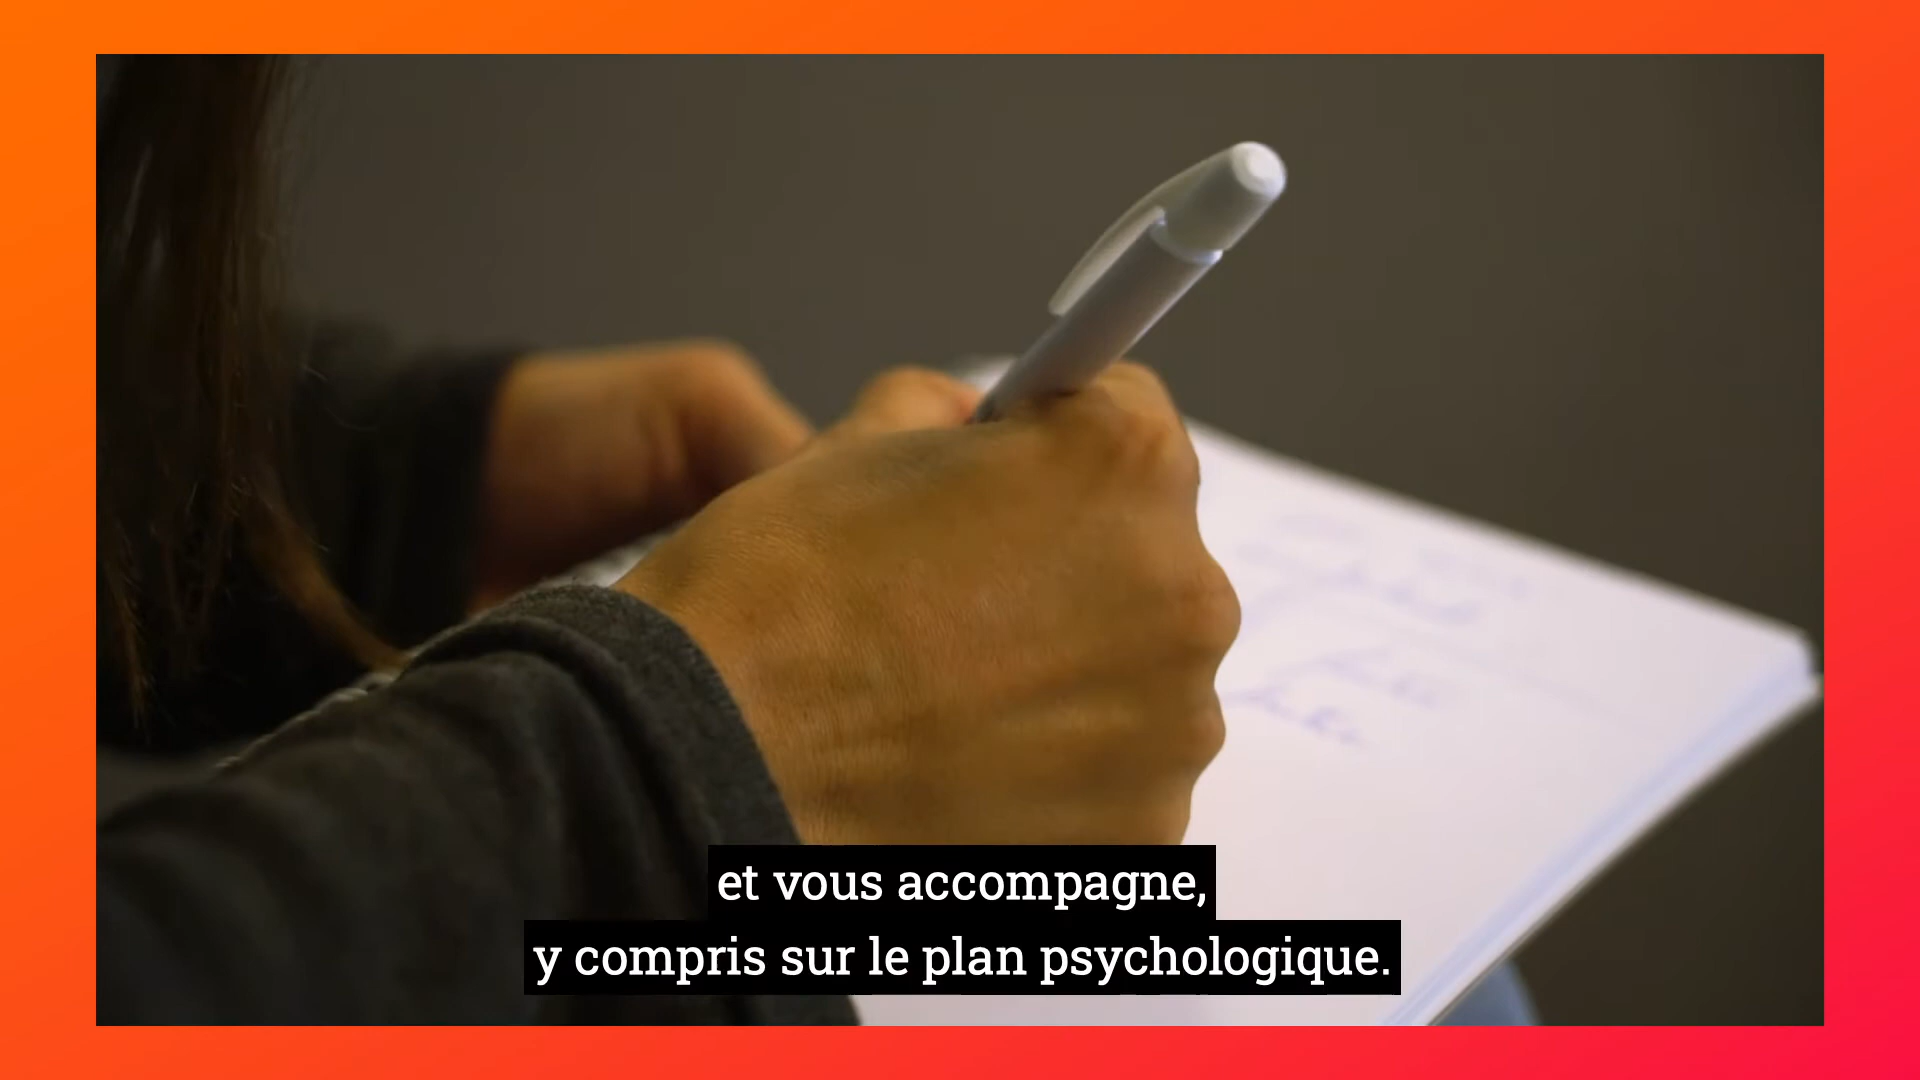 et vous accompagne,
y compris sur le plan psychologique.